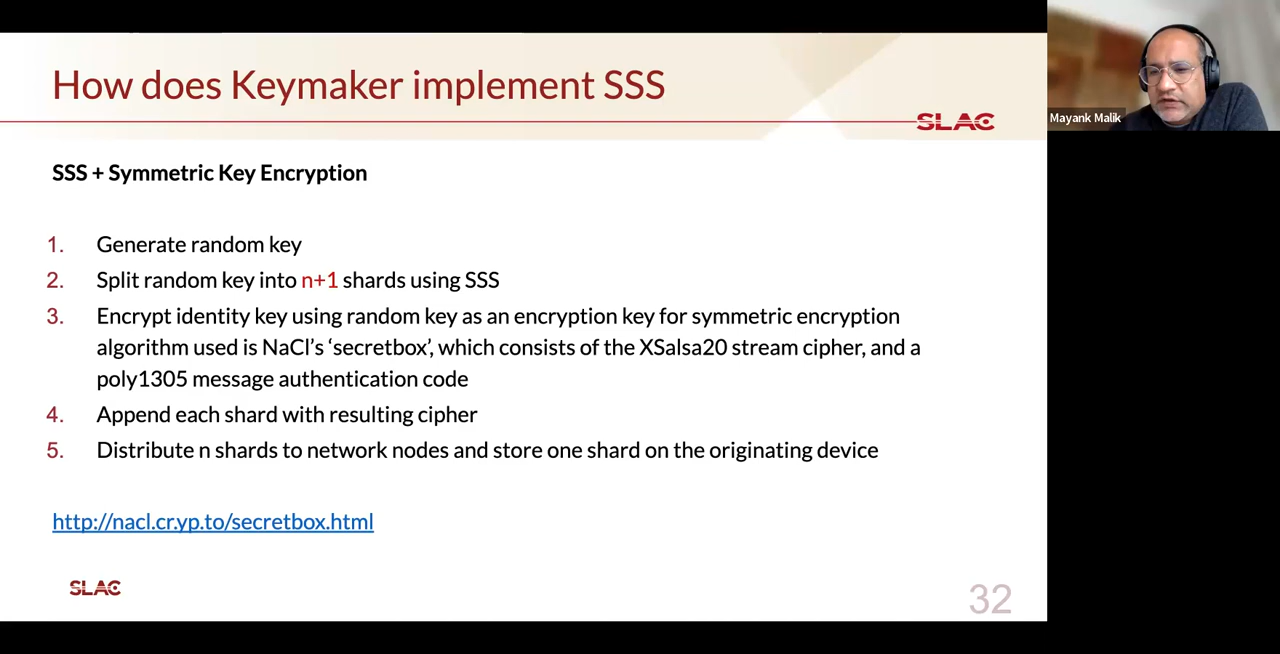 How does Keymaker implement SSS
SLAC
Mayank Malik
SSS + Symmetric Key Encryption
1. Generate random key
2. Split random key into n+1 shards using SSS
3. Encrypt identity key using random key as an encryption key for symmetric encryption
algorithm used is NaCl's ‘secretbox’, which consists of the XSalsa20 stream cipher, and a
poly1305 message authentication code
4. Append each shard with resulting cipher
5. Distribute n shards to network nodes and store one shard on the originating device
http://nacl.cr.yp.to/secretbox.html
SLAC
32